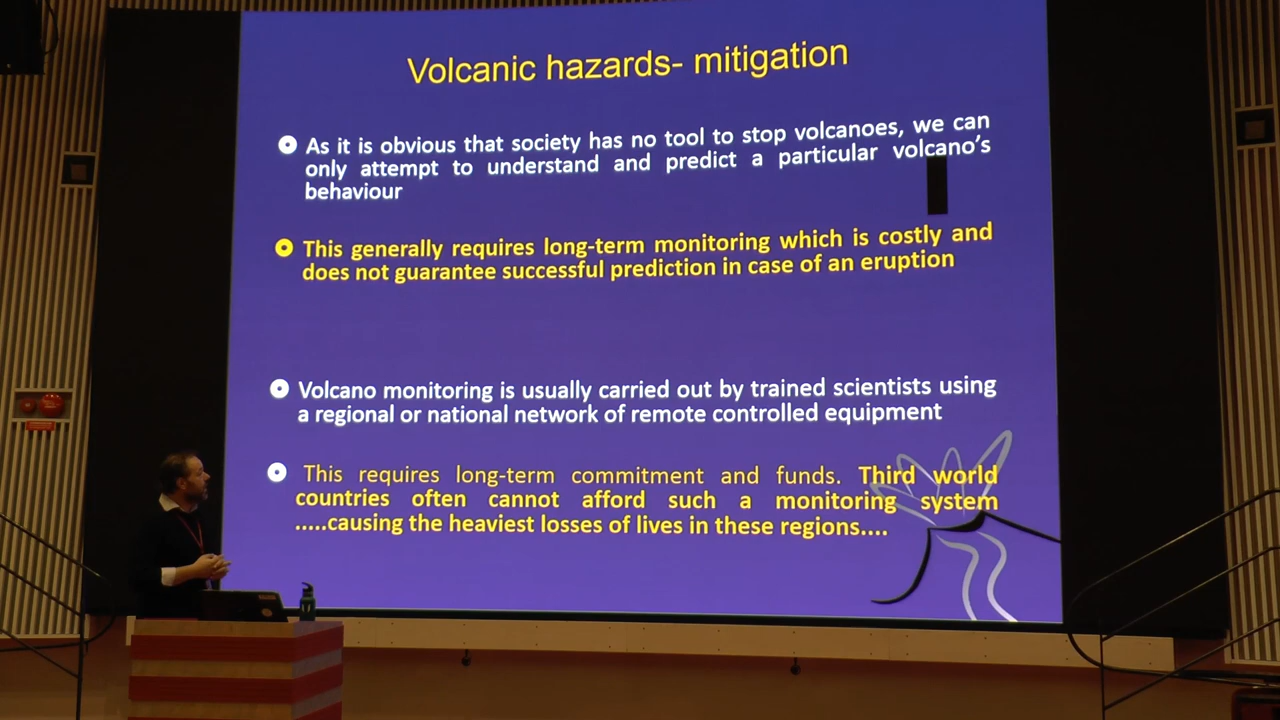 Volcanic hazards- mitigation
As it is obvious that society has no tool to stop volcanoes, we can
only attempt to understand and predict a particular volcano's
behaviour
This generally requires long-term monitoring which is costly and
does not guarantee successful prediction in case of an eruption
Volcano monitoring is usually carried out by trained scientists using
a regional or national network of remote controlled equipment
This requires long-term commitment and funds. Third world
countries often cannot afford such a monitoring system
.....causing the heaviest losses of lives in these regions....